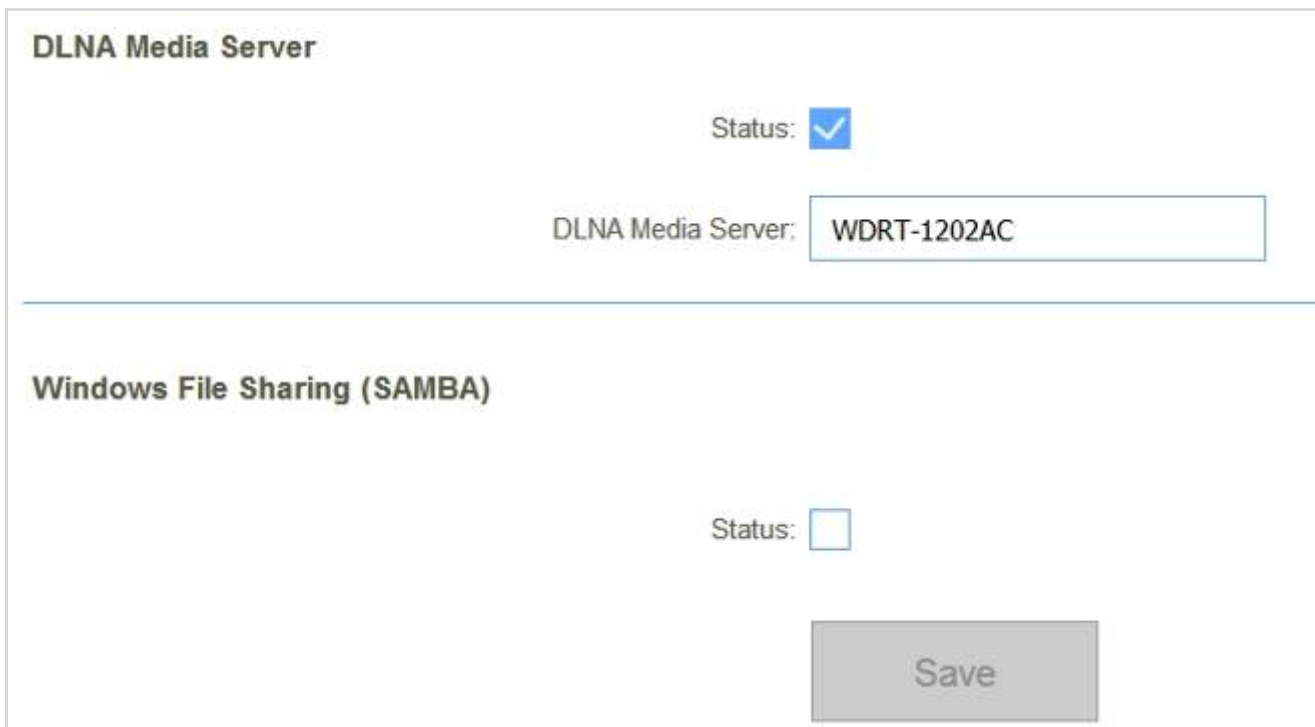 DLNA Media Server
Status:
DLNA Media Server: WDRT-1202AC
Windows File Sharing (SAMBA)
Status:
Save